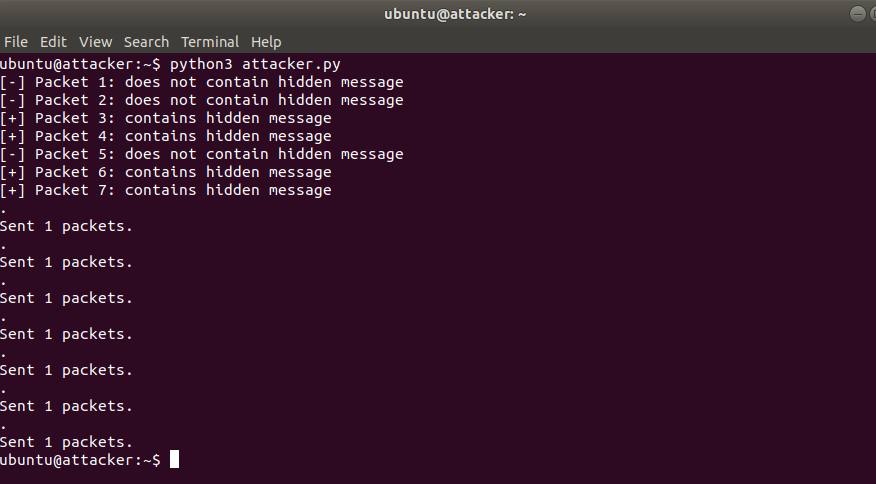 ubuntu@attacker: ~
File Edit View Search Terminal Help
ubuntu@attacker:~$ python3 attacker.py
[-] Packet 1: does not contain hidden message
[-] Packet 2: does not contain hidden message
[+] Packet 3: contains hidden message
[+] Packet 4: contains hidden message
[-] Packet 5: does not contain hidden message
[+] Packet 6: contains hidden message
[+] Packet 7: contains hidden message
.
Sent 1 packets.
.
Sent 1 packets.
.
Sent 1 packets.
.
Sent 1 packets.
.
Sent 1 packets.
.
Sent 1 packets.
.
Sent 1 packets.
ubuntu@attacker:~$